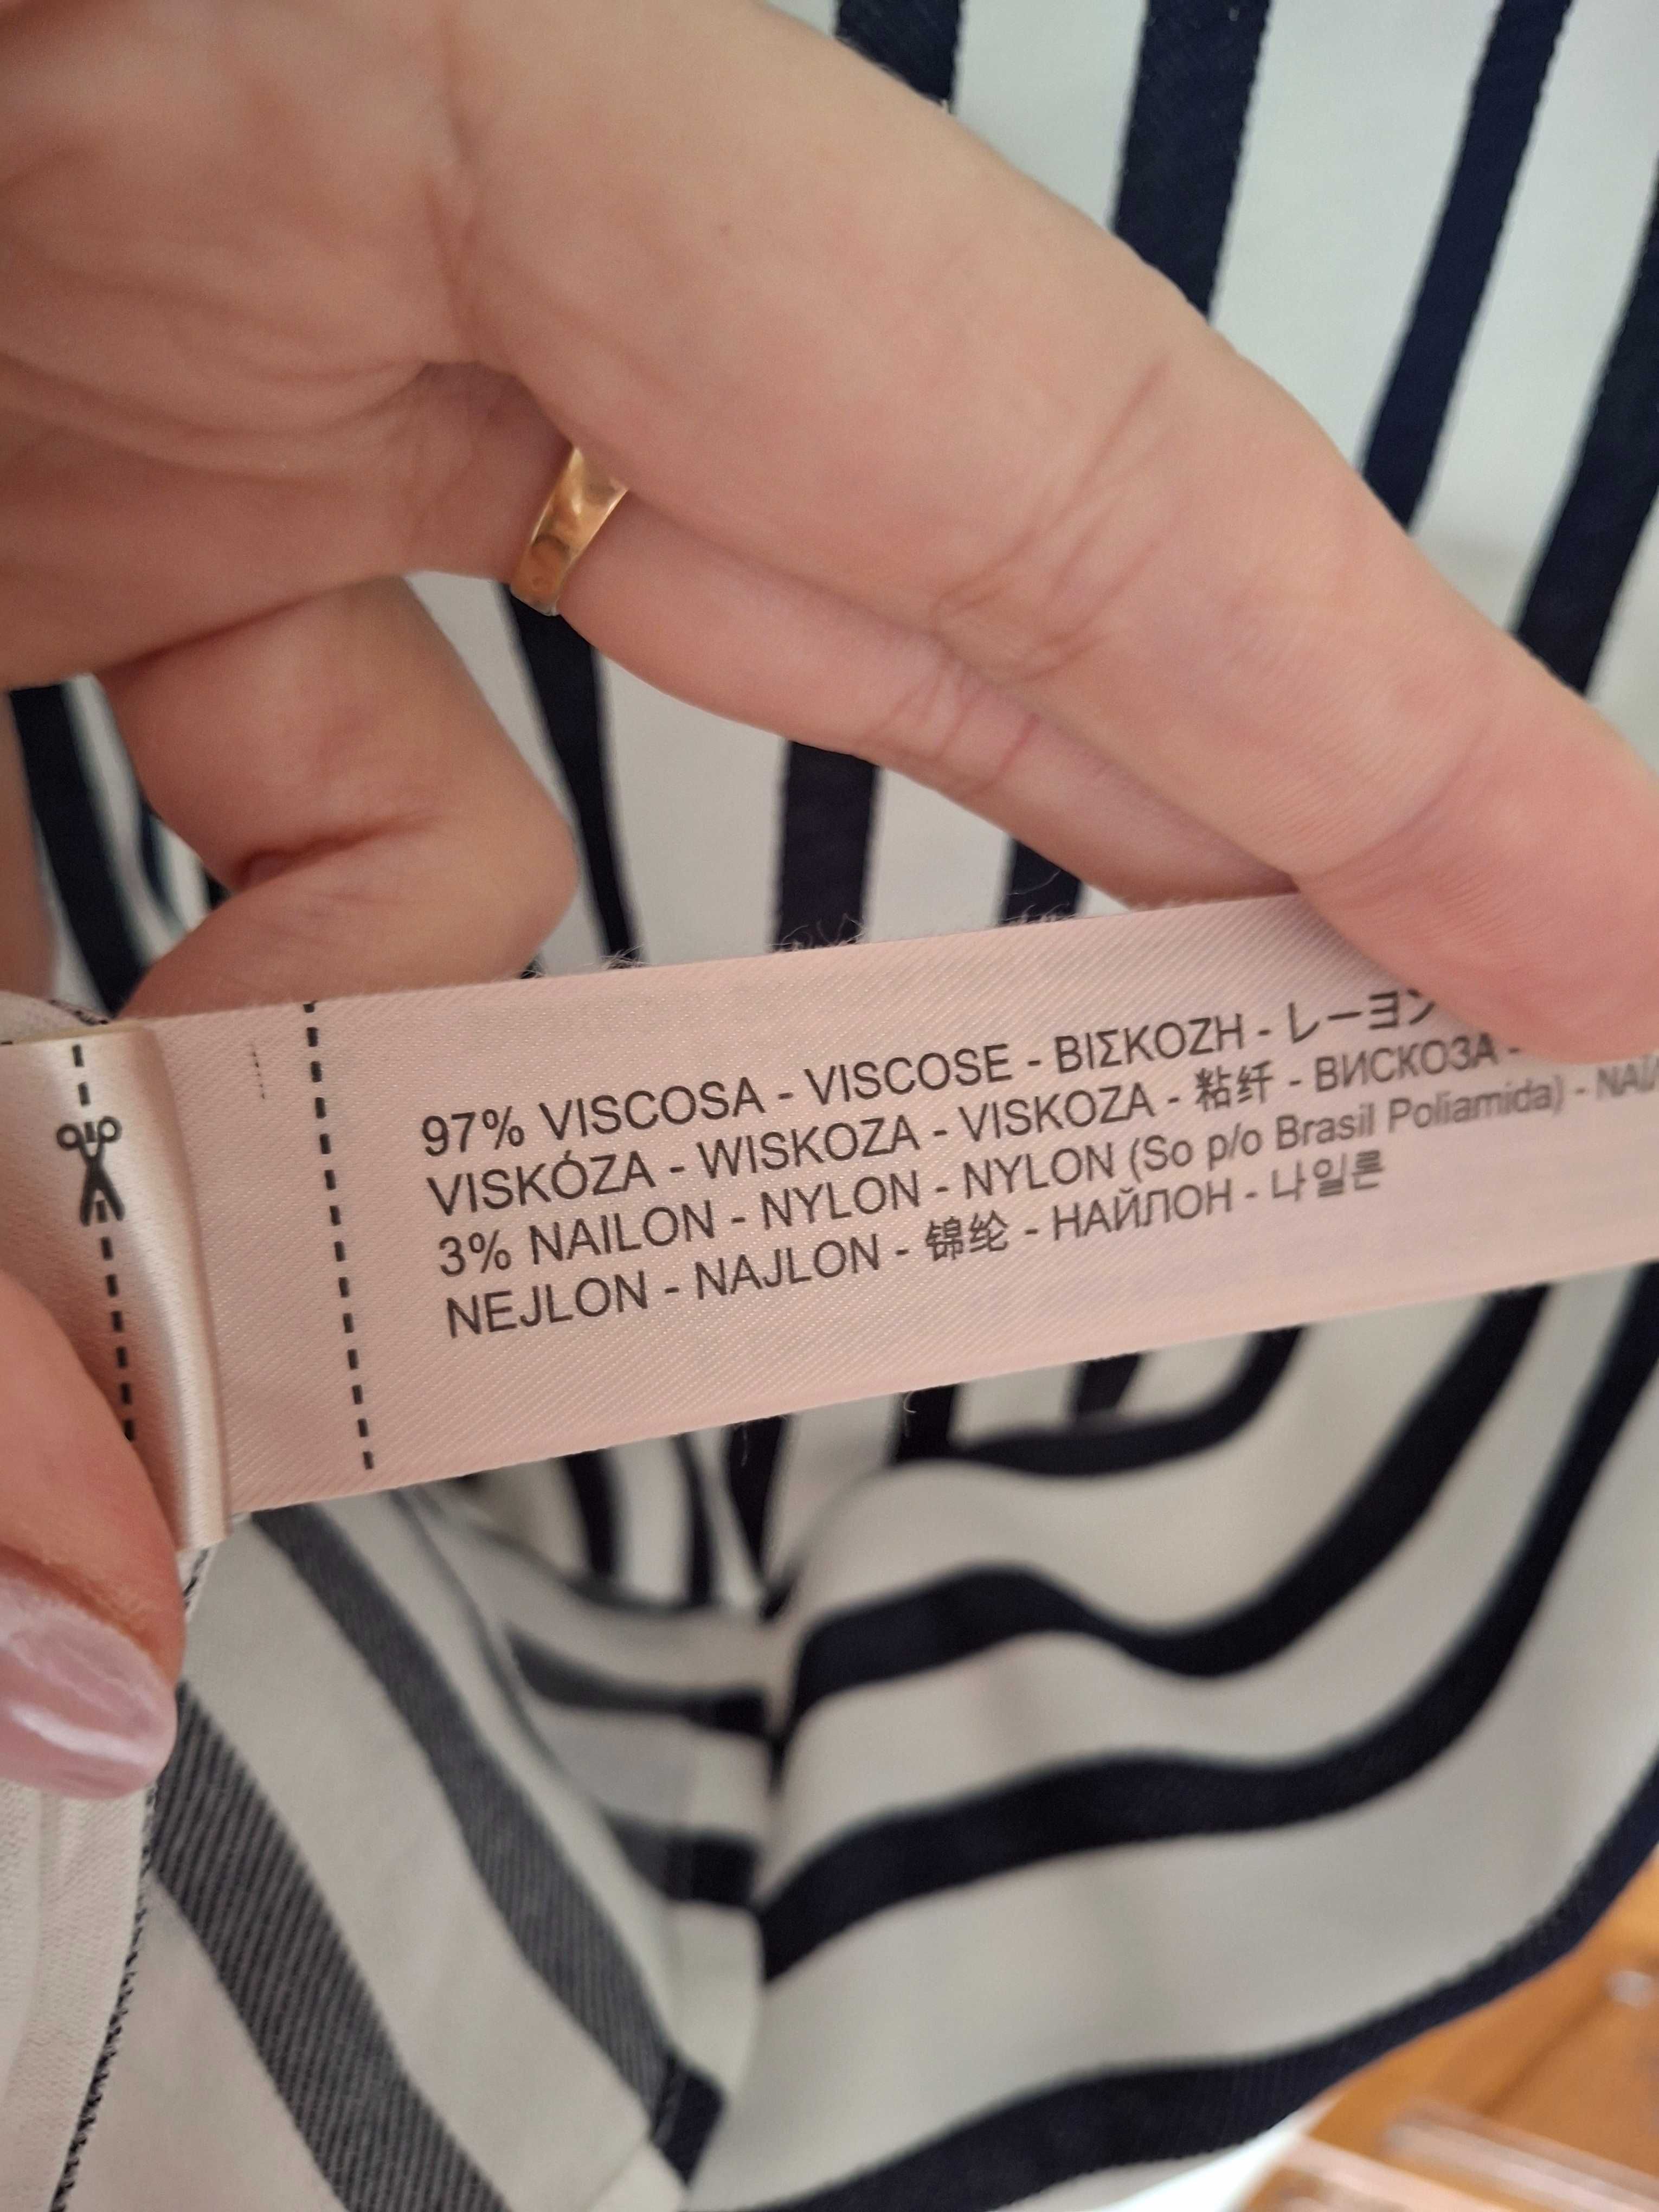 97% VISCOSA - VISCOSE - ΒΙΣΚΟΖΗ - レーヨン
VISKÓZA - WISKOZA - VISKOZA - 粘纤 - ВИСКОЗА -
3% NAILON - NYLON - NYLON (So p/o Brasil Poliamida) -
NEJLON - NAJLON - 锦纶 - НАЙЛОН - 나일론